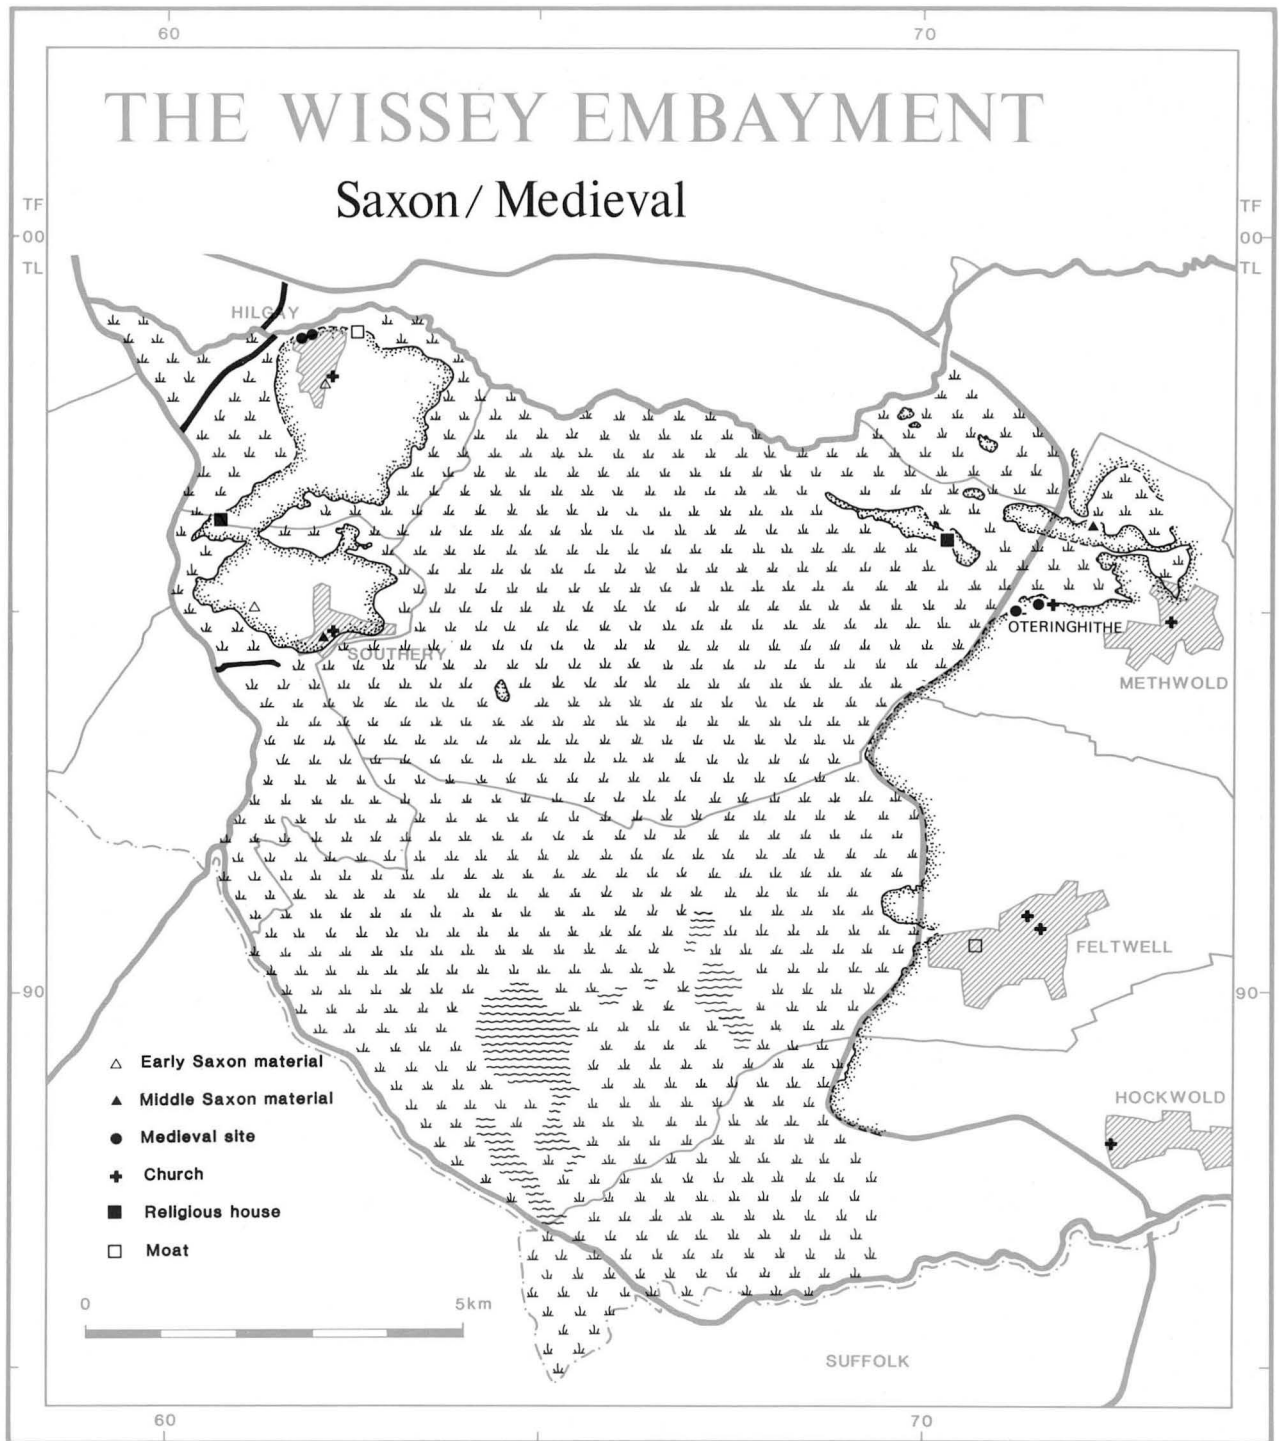 60 70
THE WISSEY EMBAYMENT
Saxon / Medieval
TF TF
00 00
TL TL
HILGAY
OTERINGHITHE
SOUTHERY
METHWOLD
FELTWELL
90 90
Early Saxon material
Middle Saxon material
HOCKWOLD
Medieval site
Church
Religious house
Moat
0 5km
SUFFOLK
60 70